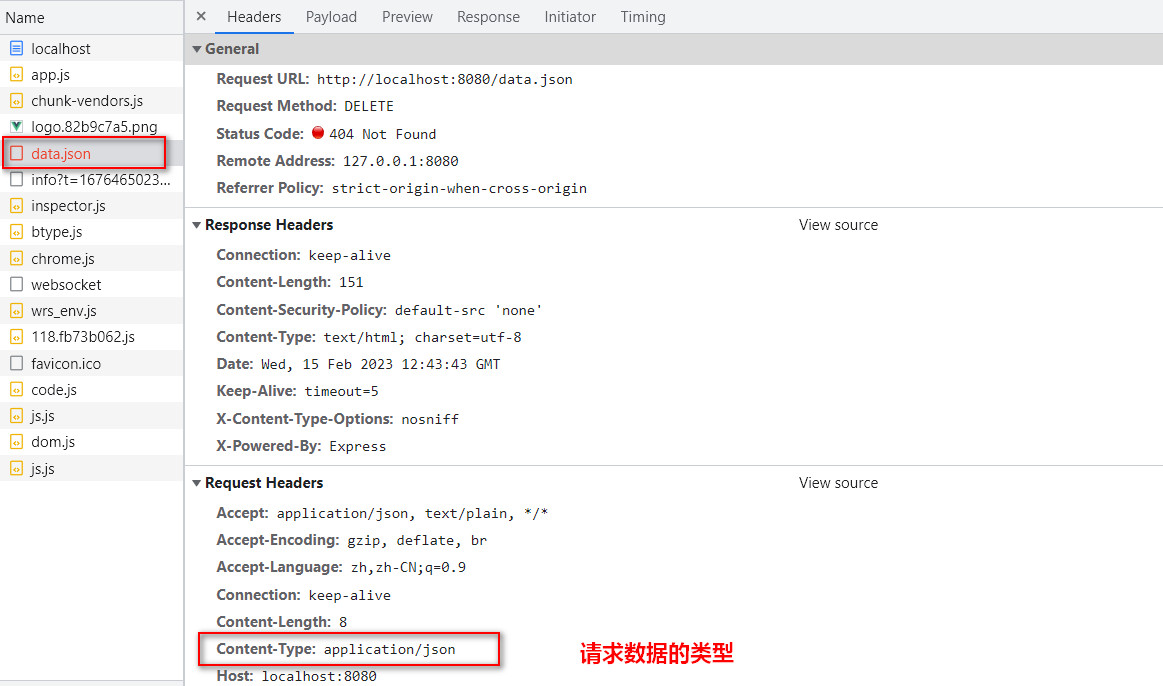 Name
localhost
app.js
chunk-vendors.js
logo.82b9c7a5.png
data.json
info?t=1676465023...
inspector.js
btype.js
chrome.js
websocket
wrs_env.js
118.fb73b062.js
favicon.ico
code.js
js.js
dom.js
js.js
× Headers Payload Preview Response Initiator Timing
General
Request URL: http://localhost:8080/data.json
Request Method: DELETE
Status Code: 404 Not Found
Remote Address: 127.0.0.1:8080
Referrer Policy: strict-origin-when-cross-origin
Response Headers View source
Connection: keep-alive
Content-Length: 151
Content-Security-Policy: default-src 'none'
Content-Type: text/html; charset=utf-8
Date: Wed, 15 Feb 2023 12:43:43 GMT
Keep-Alive: timeout=5
X-Content-Type-Options: nosniff
X-Powered-By: Express
Request Headers View source
Accept: application/json, text/plain, */*
Accept-Encoding: gzip, deflate, br
Accept-Language: zh,zh-CN;q=0.9
Connection: keep-alive
Content-Length: 8
Content-Type: application/json 请求数据的类型
Host: localhost:8080